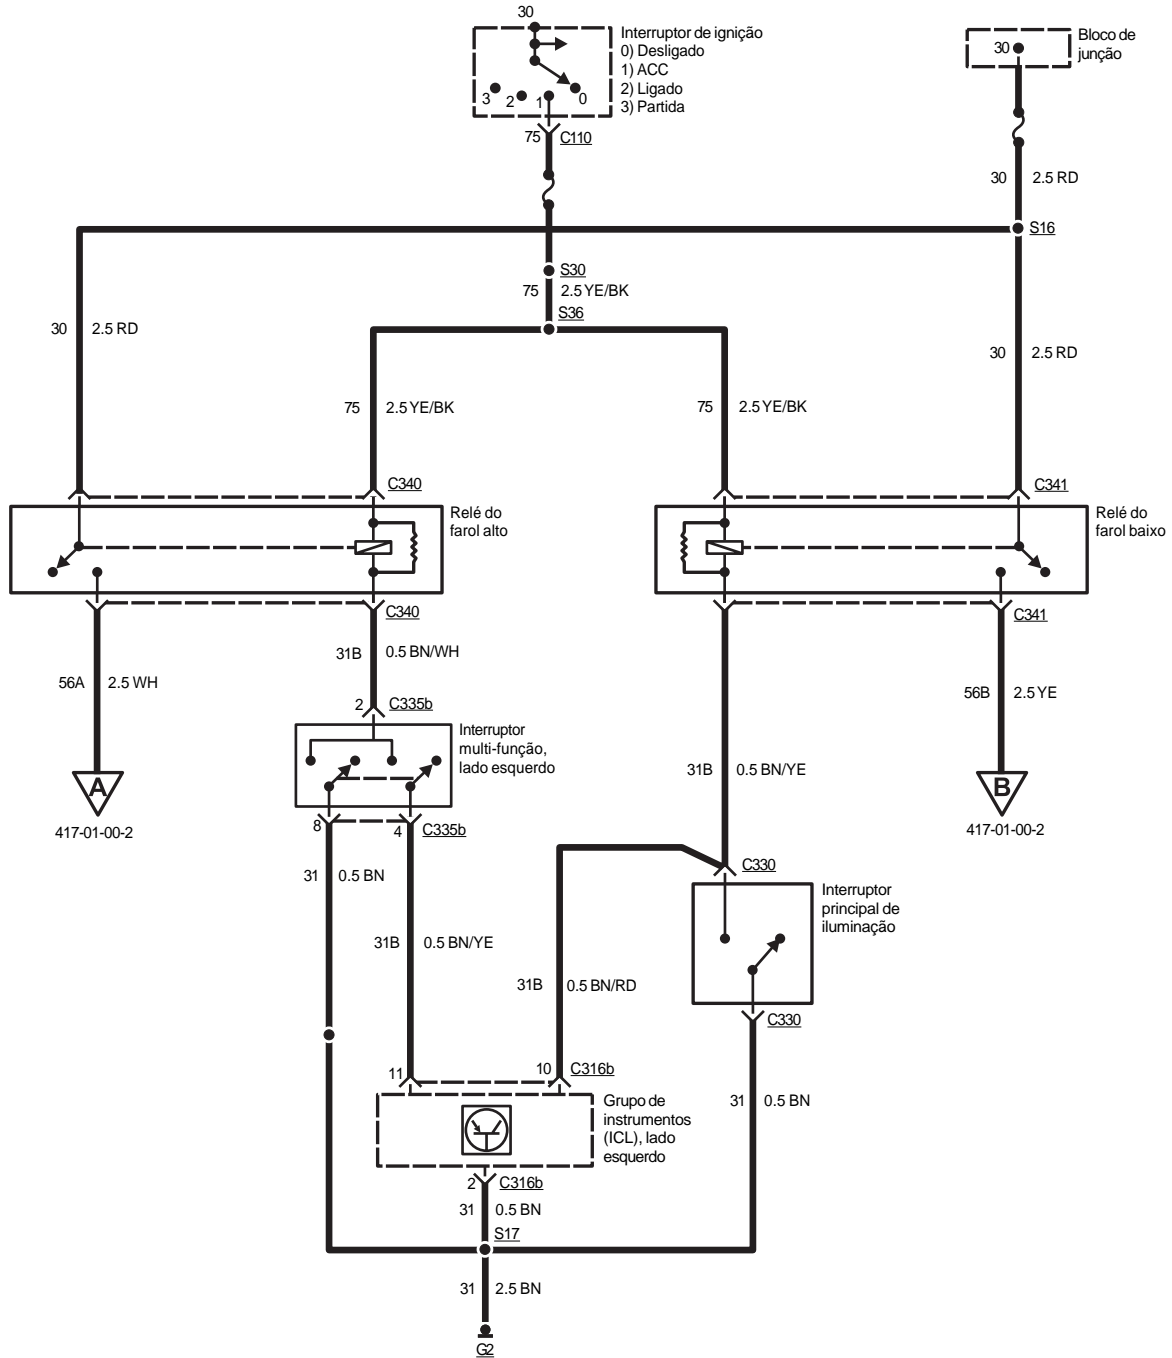 30
Interruptor de ignição
0) Desligado
1) ACC
2) Ligado
3) Partida
3
2
1
0
75
C110
30
Bloco de
junção
30
2.5 RD
S16
S30
75
2.5 YE/BK
S36
30
2.5 RD
30
2.5 RD
75
2.5 YE/BK
75
2.5 YE/BK
C340
C341
Relé do
farol alto
Relé do
farol baixo
C340
C341
31B
0.5 BN/WH
56A
2.5 WH
56B
2.5 YE
2
C335b
Interruptor
multi-função,
lado esquerdo
31B
0.5 BN/YE
A
417-01-00-2
B
417-01-00-2
8
4
C335b
31
0.5 BN
C330
Interruptor
principal de
iluminação
31B
0.5 BN/YE
31B
0.5 BN/RD
C330
11
10
C316b
31
0.5 BN
Grupo de
instrumentos
(ICL), lado
esquerdo
2
C316b
31
0.5 BN
S17
31
2.5 BN
G2